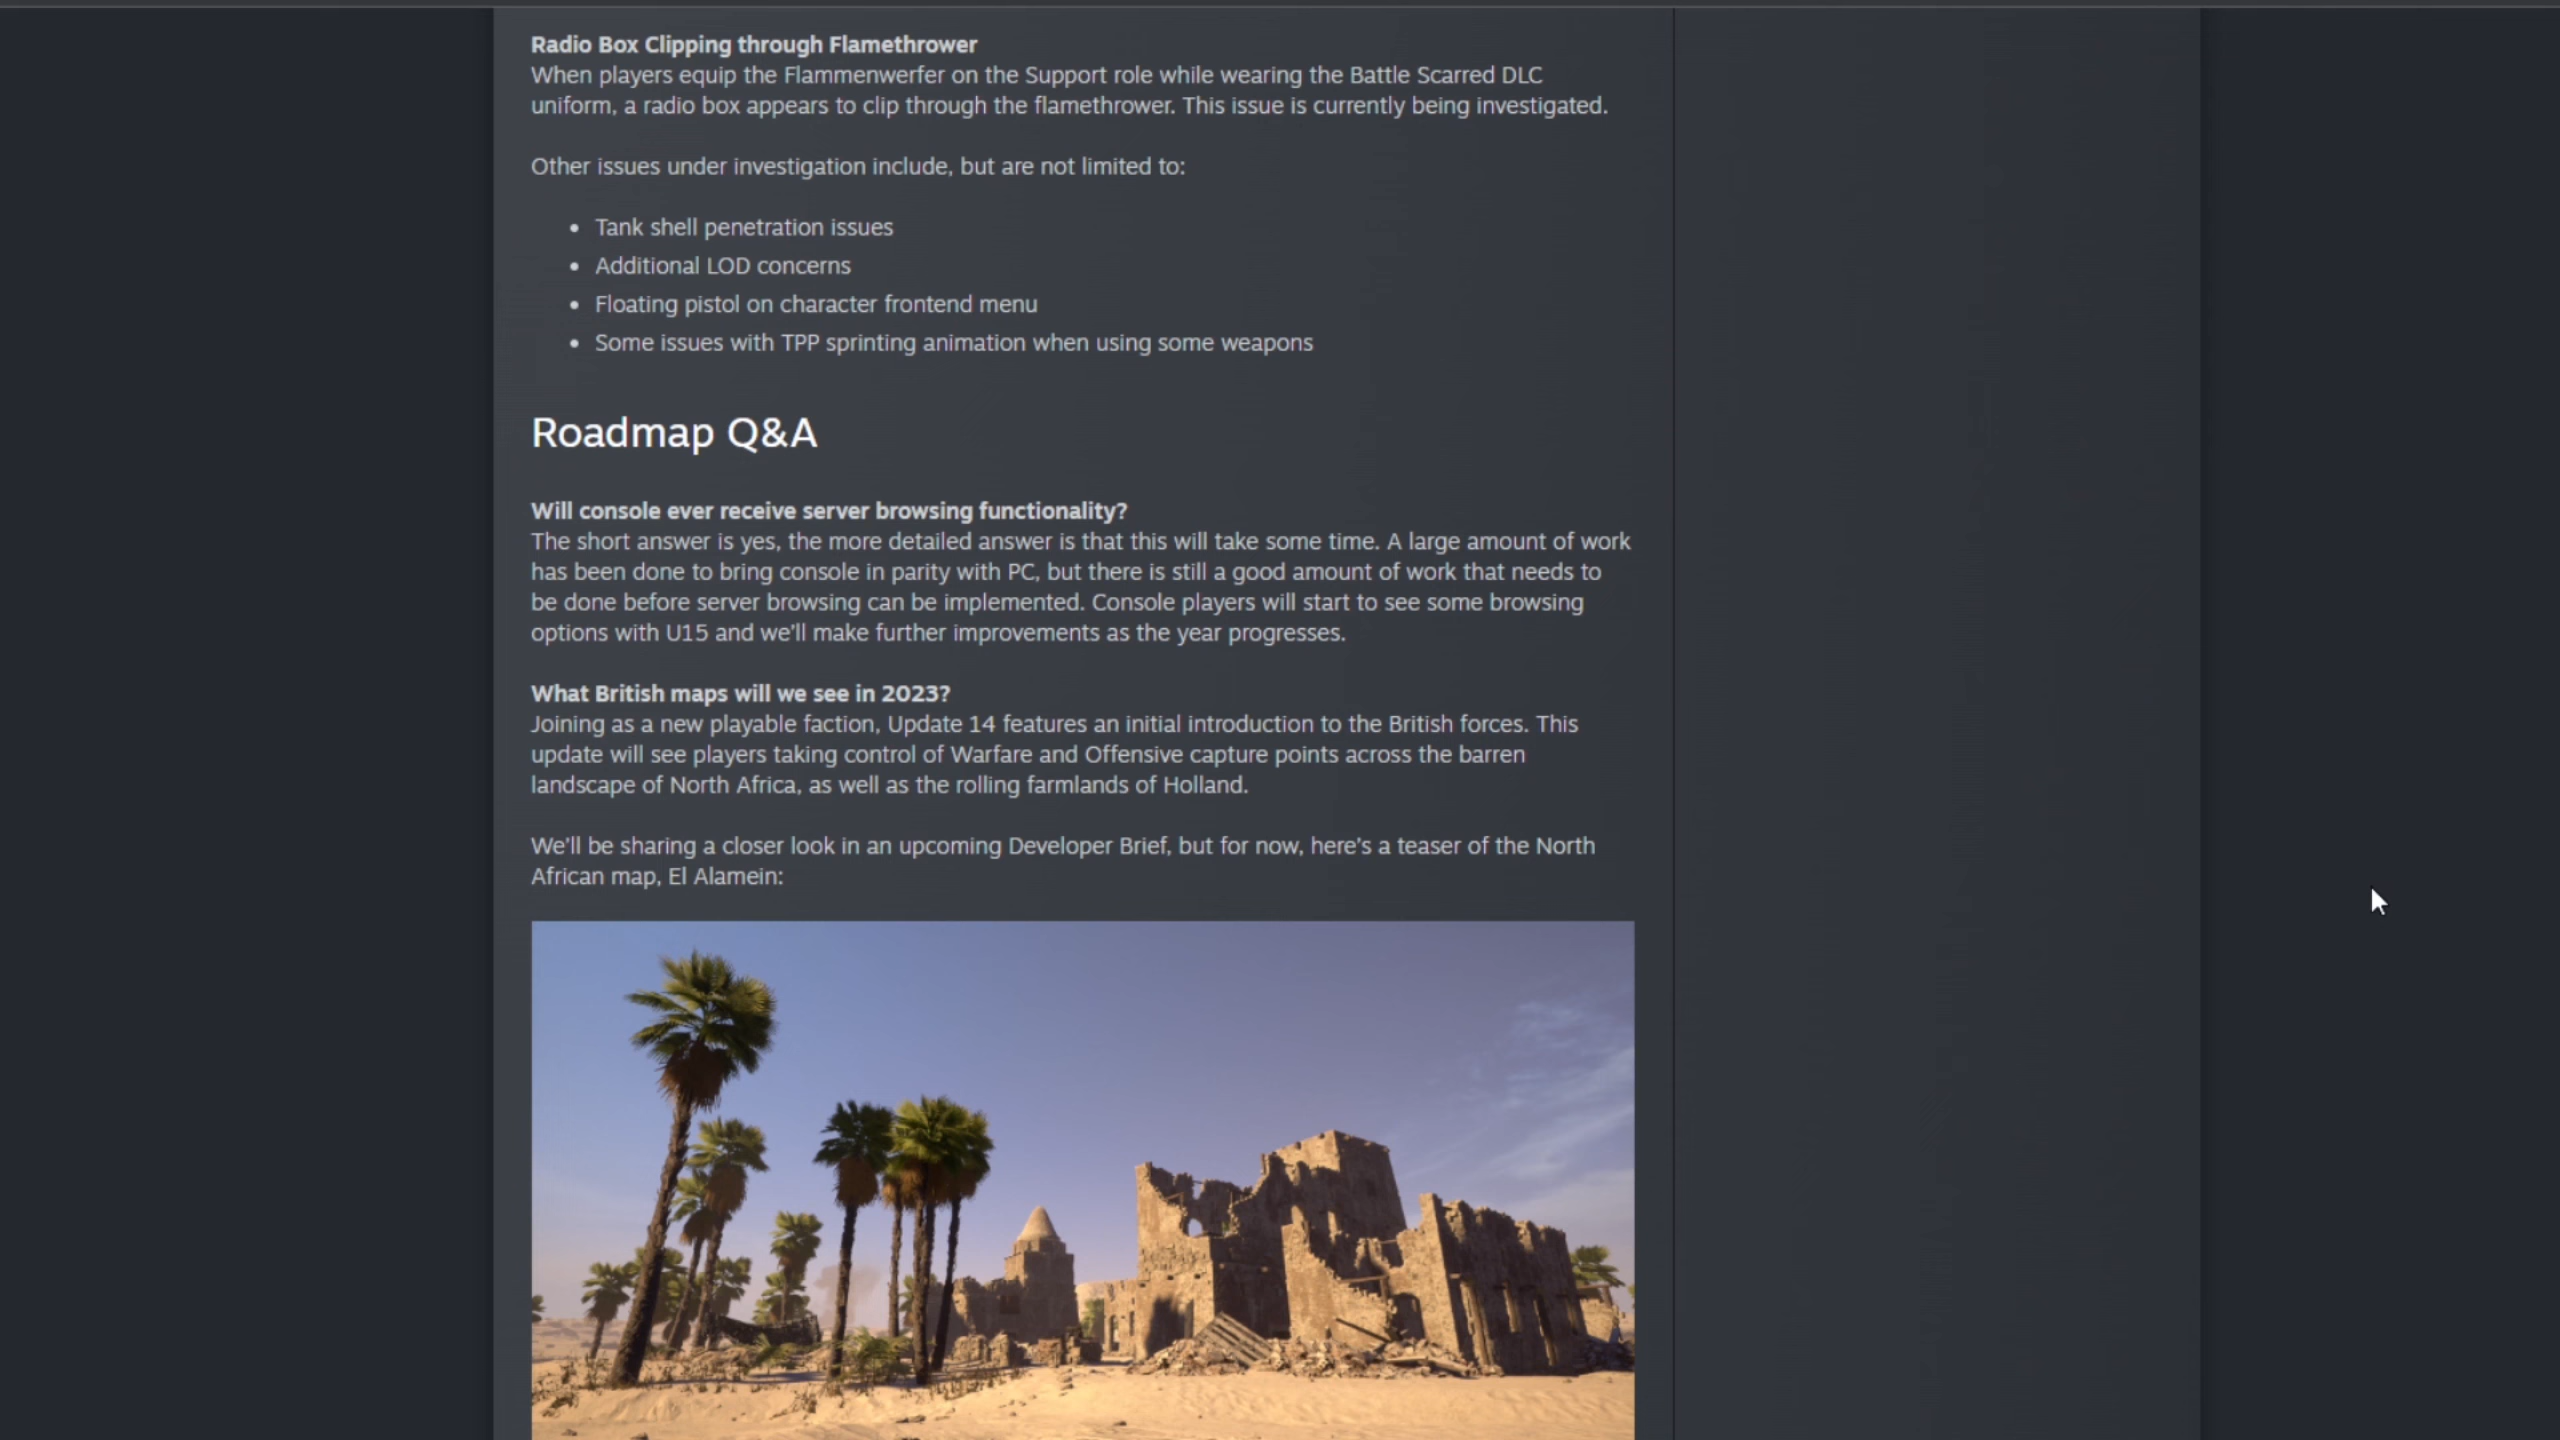 Radio Box Clipping through Flamethrower
When players equip the Flammenwerfer on the Support role while wearing the Battle Scarred DLC
uniform, a radio box appears to clip through the flamethrower. This issue is currently being investigated.
Other issues under investigation include, but are not limited to:
• Tank shell penetration issues
• Additional LOD concerns
• Floating pistol on character frontend menu
• Some issues with TPP sprinting animation when using some weapons
Roadmap Q&A
Will console ever receive server browsing functionality?
The short answer is yes, the more detailed answer is that this will take some time. A large amount of work
has been done to bring console in parity with PC, but there is still a good amount of work that needs to
be done before server browsing can be implemented. Console players will start to see some browsing
options with U15 and we'll make further improvements as the year progresses.
What British maps will we see in 2023?
Joining as a new playable faction, Update 14 features an initial introduction to the British forces. This
update will see players taking control of Warfare and Offensive capture points across the barren
landscape of North Africa, as well as the rolling farmlands of Holland.
We'll be sharing a closer look in an upcoming Developer Brief, but for now, here's a teaser of the North
African map, El Alamein: